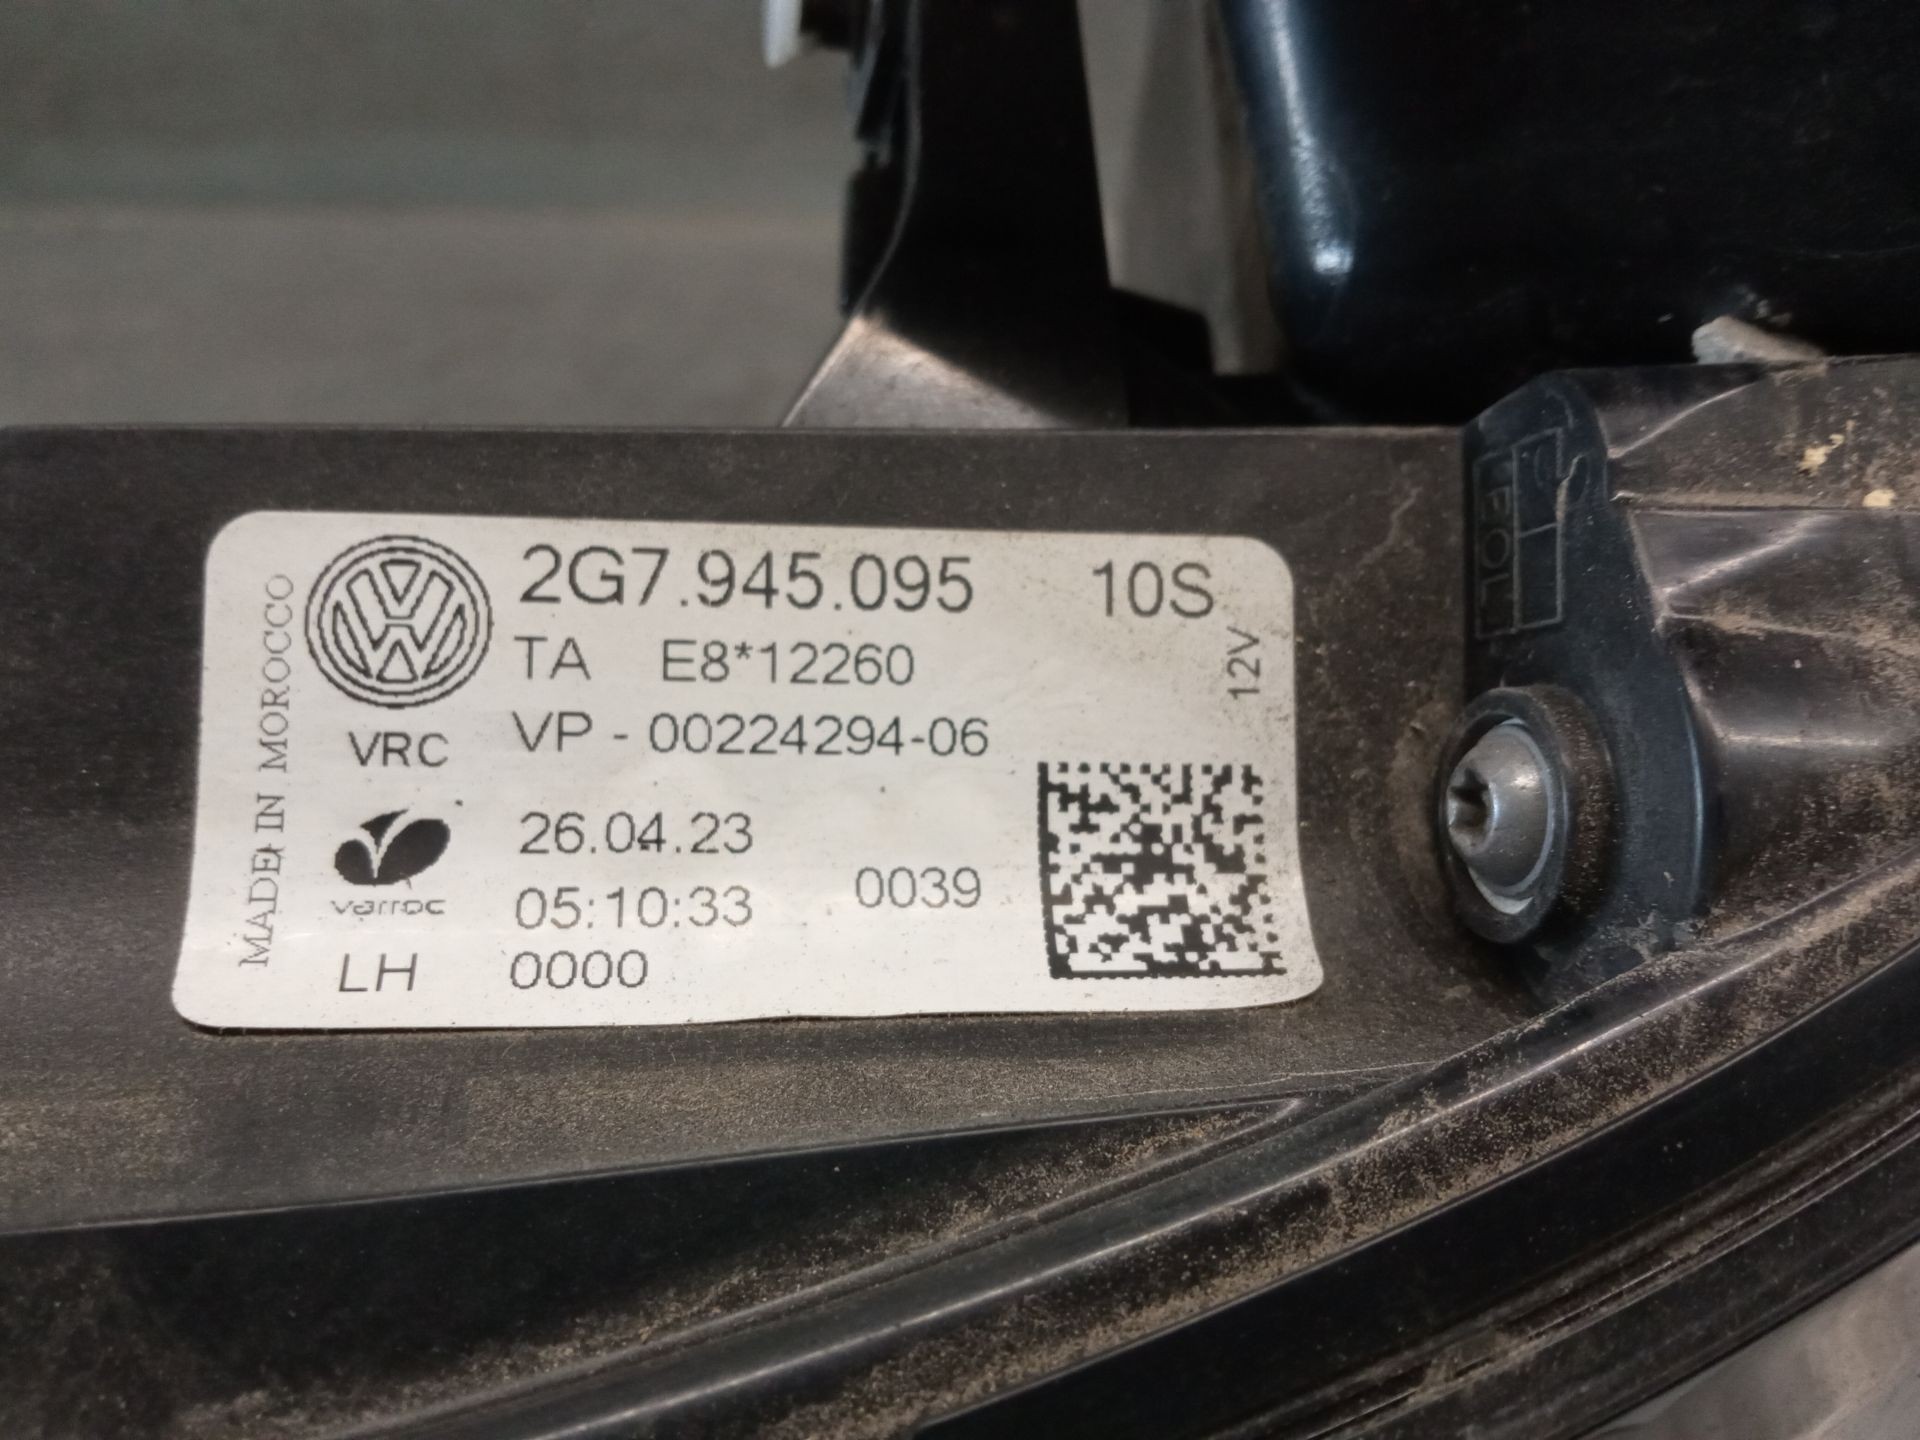 2G7.945.095 10S
TA E8*12260
12V
VRC VP - 00224294-06
26.04.23
varroc 05:10:33 0039
LH 0000
MADE IN MOROCCO